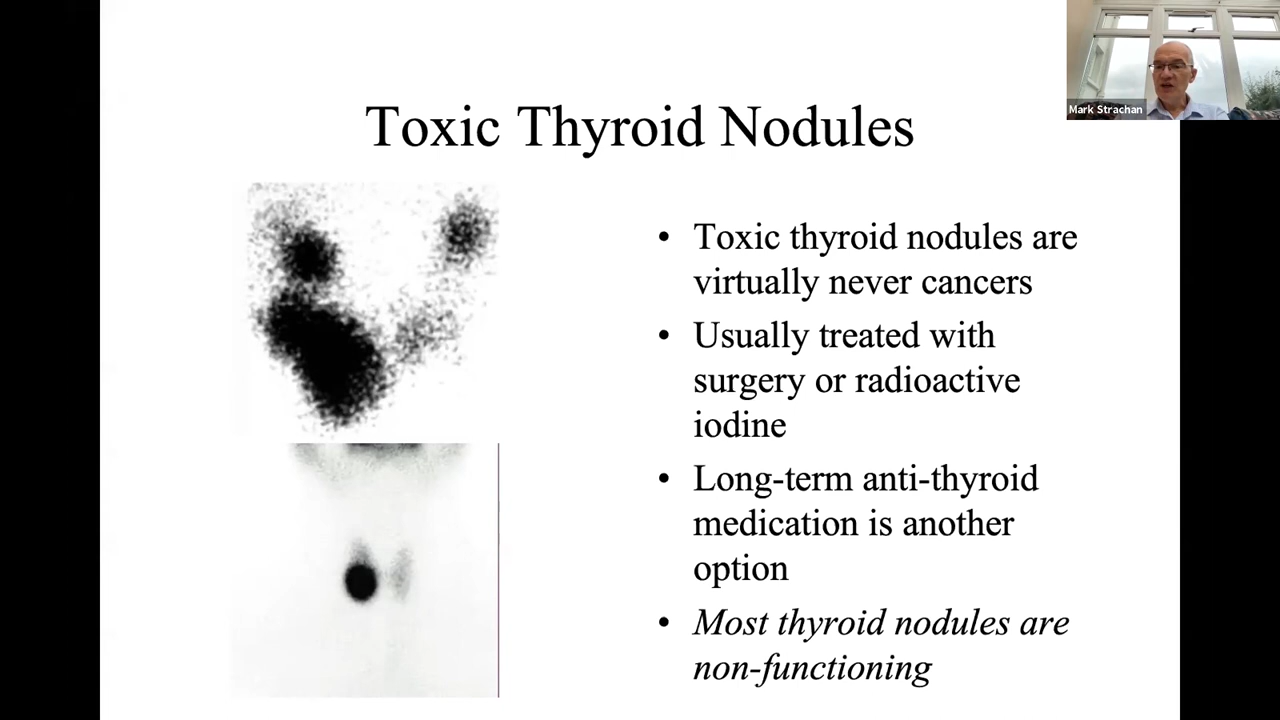 Mark Strachan
Toxic Thyroid Nodules
• Toxic thyroid nodules are
virtually never cancers
• Usually treated with
surgery or radioactive
iodine
• Long-term anti-thyroid
medication is another
option
• Most thyroid nodules are
non-functioning